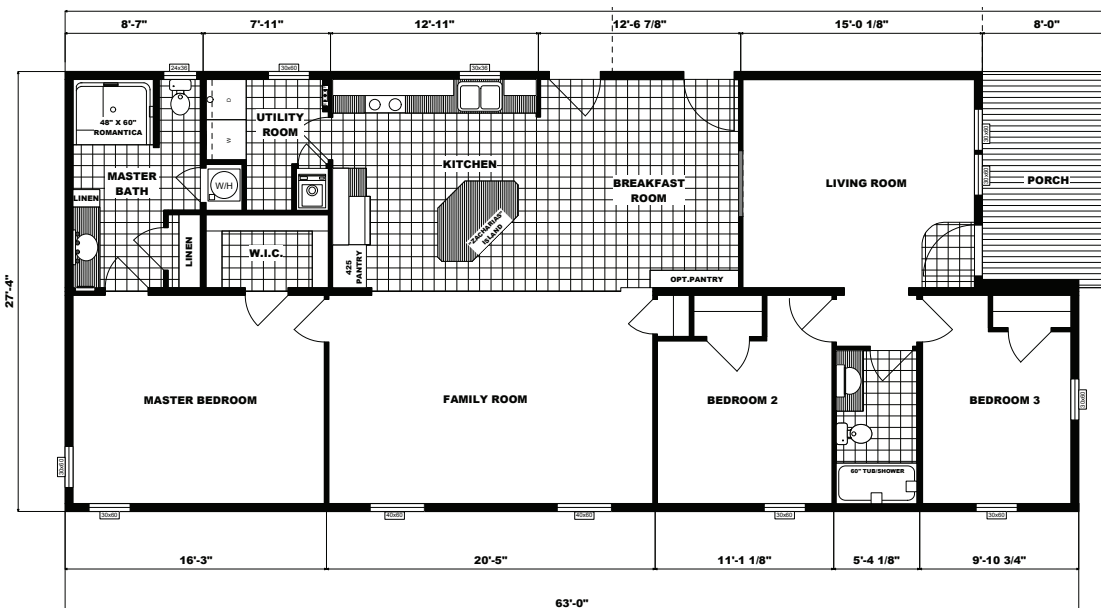 8'-7"
7'-11"
12'-11"
12'-6 7/8"
15'-0 1/8"
8'-0"
24x36
30x60
30x36
48" X 60"
ROMANTICA
D
W
UTILITY
ROOM
MASTER
BATH
W/H
LINEN
LINEN
W.I.C.
KITCHEN
"ZACHARIAS"
ISLAND
425
PANTRY
BREAKFAST
ROOM
OPT.PANTRY
LIVING ROOM
30x60
30x60
PORCH
27'-4"
MASTER BEDROOM
FAMILY ROOM
BEDROOM 2
BEDROOM 3
30x60
30x60
60" TUB/SHOWER
30x60
40x60
40x60
30x60
30x60
16'-3"
20'-5"
11'-1 1/8"
5'-4 1/8"
9'-10 3/4"
63'-0"